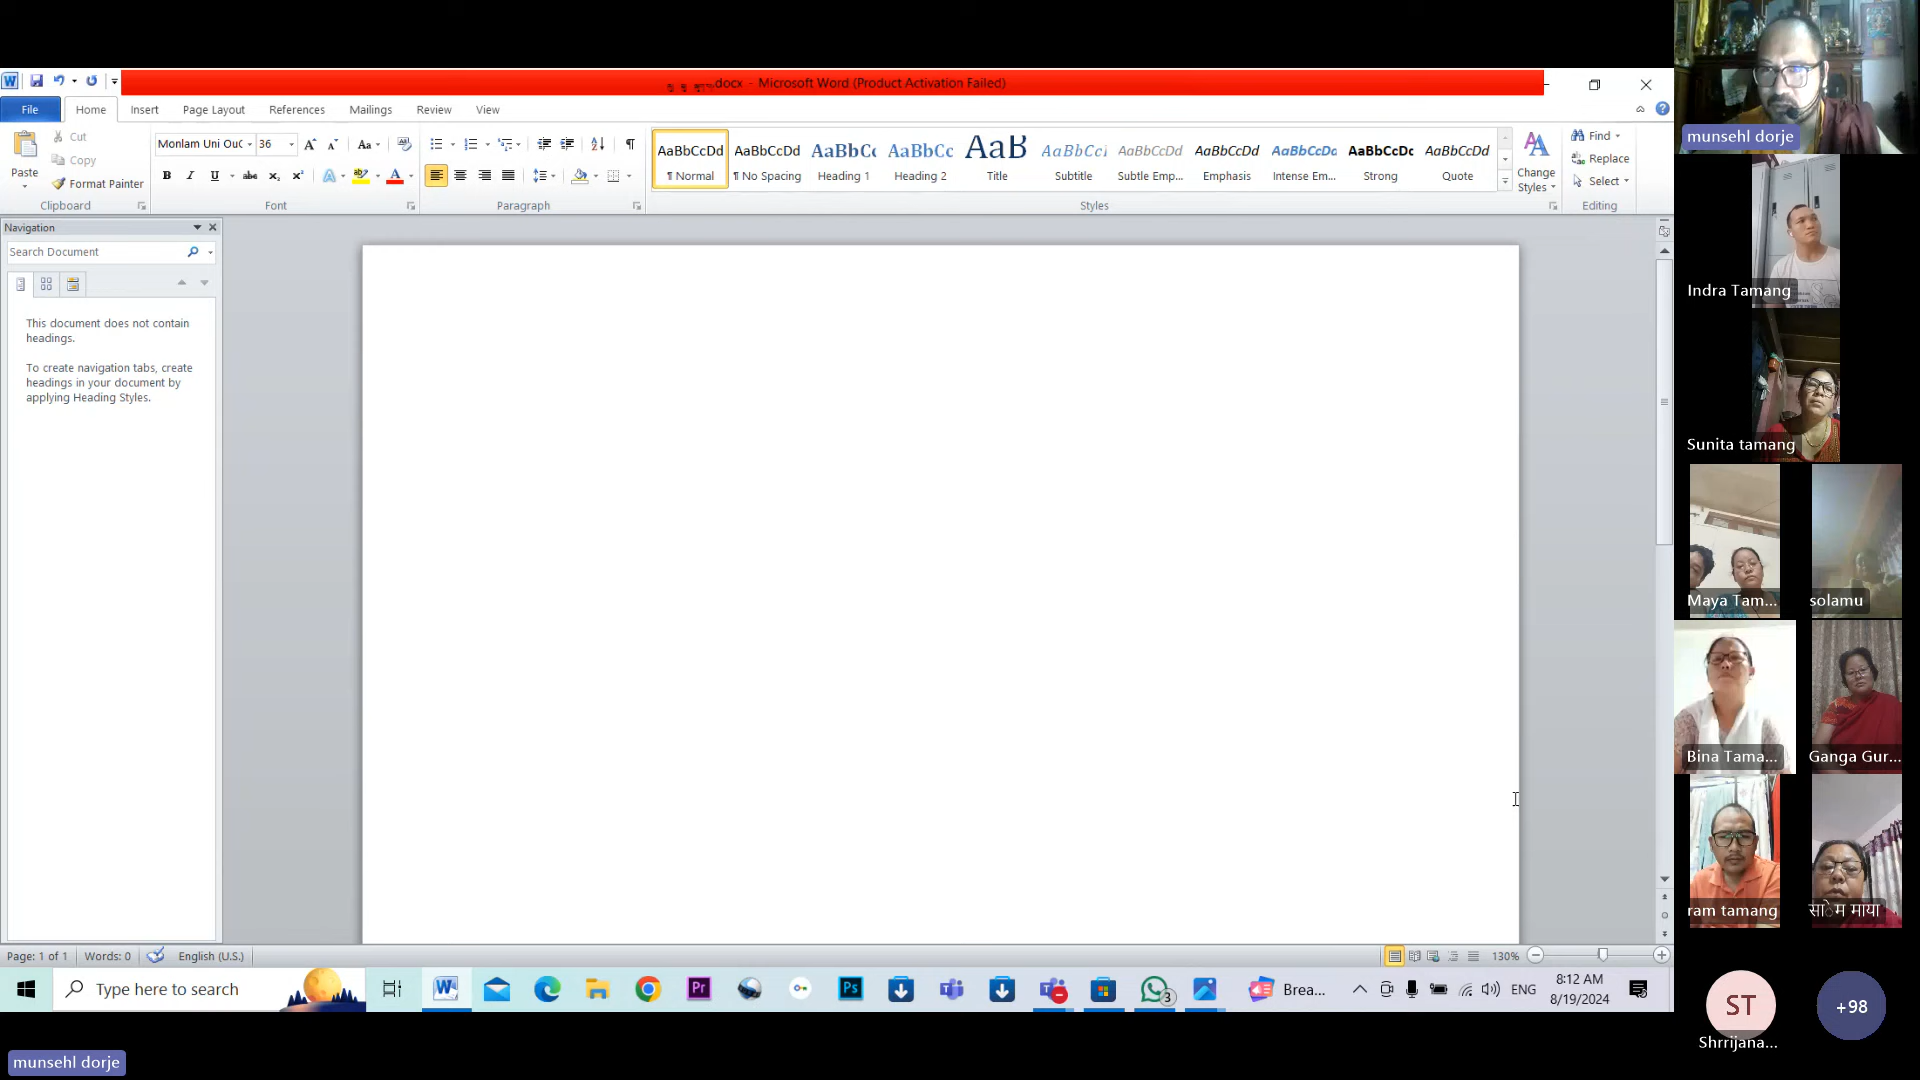 .docx - Microsoft Word (Product Activation Failed)
File Home Insert Page Layout References Mailings Review View
Paste
Cut
Copy
Format Painter
Clipboard
Monlam Uni OuC 36
Font
Paragraph
AaBbCcDd AaBbCcDd AaBbCc AaBbCc AaB AaBbCcI AaBbCcDd AaBbCcDd AaBbCcDc AaBbCcDc AaBbCcDd
¶ Normal ¶ No Spacing Heading 1 Heading 2 Title Subtitle Subtle Emp... Emphasis Intense Em... Strong Quote
Change Styles
Styles
Find
Replace
Select
Editing
Navigation
Search Document
This document does not contain
headings.
To create navigation tabs, create
headings in your document by
applying Heading Styles.
Page: 1 of 1 Words: 0 English (U.S.) 130%
Type here to search
Brea...
ENG
8:12 AM
8/19/2024
munsehl dorje
Indra Tamang
Sunita tamang
Maya Tam...
solamu
Bina Tama...
Ganga Gur...
ram tamang
साेम माया
ST
Shrrijana...
+98
munsehl dorje